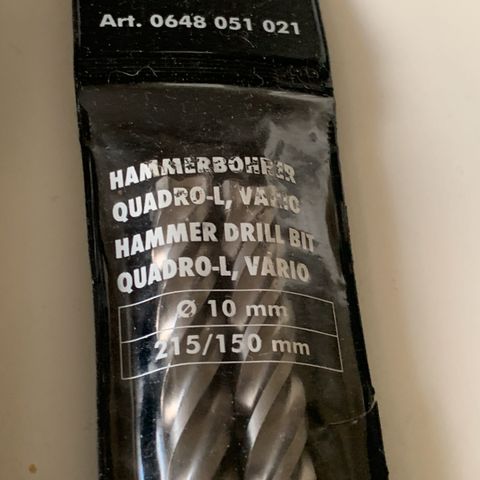 Art. 0648 051 021
HAMMERBOHRER
QUADRO-L, VARIO
HAMMER DRILL BIT
QUADRO-L, VARIO
Ø 10 mm
215/150 mm